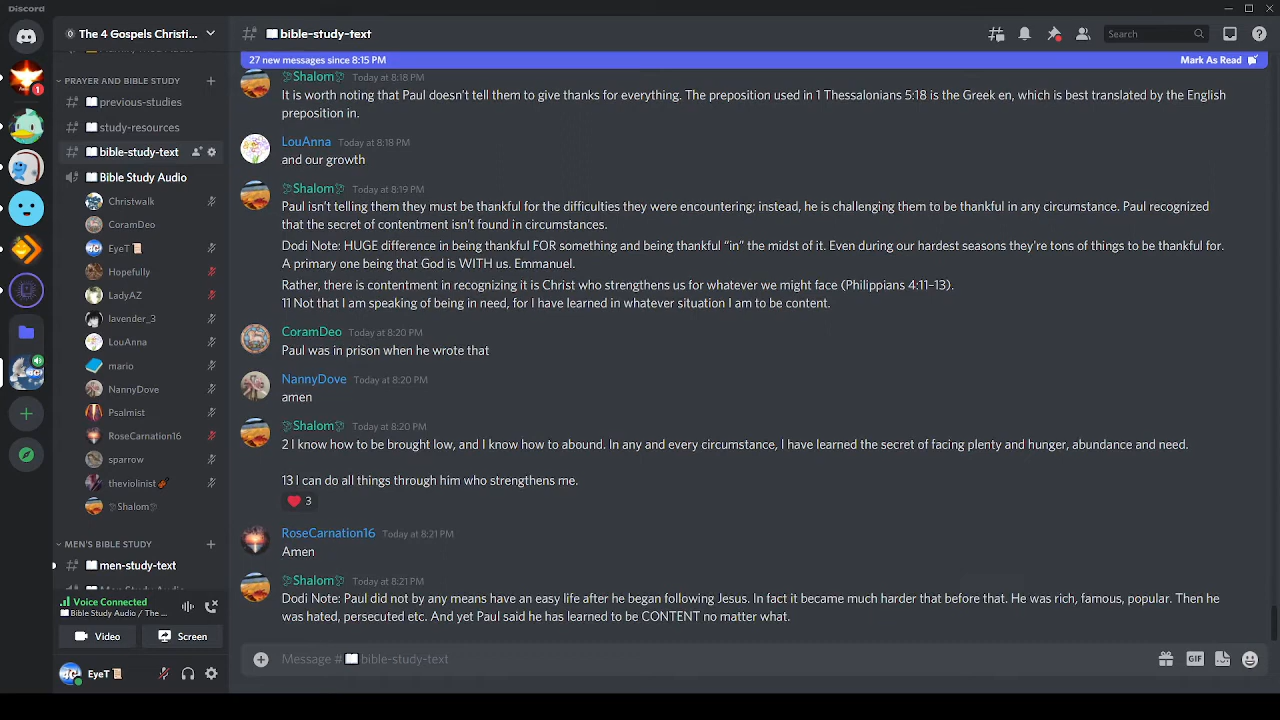 Discord
The 4 Gospels Christi...
bible-study-text
Search
27 new messages since 8:15 PM
Mark As Read
PRAYER AND BIBLE STUDY
previous-studies
study-resources
bible-study-text
Bible Study Audio
Christwalk
CoramDeo
EyeT
Hopefully
LadyAZ
lavender_3
LouAnna
mario
NannyDove
Psalmist
RoseCarnation16
sparrow
theviolinist
Shalom
MEN'S BIBLE STUDY
men-study-text
Voice Connected
Bible Study Audio / The ...
Video
Screen
EyeT
1
Shalom Today at 8:18 PM
It is worth noting that Paul doesn't tell them to give thanks for everything. The preposition used in 1 Thessalonians 5:18 is the Greek en, which is best translated by the English
preposition in.
LouAnna Today at 8:18 PM
and our growth
Shalom Today at 8:19 PM
Paul isn't telling them they must be thankful for the difficulties they were encountering; instead, he is challenging them to be thankful in any circumstance. Paul recognized
that the secret of contentment isn't found in circumstances.
Dodi Note: HUGE difference in being thankful FOR something and being thankful “in” the midst of it. Even during our hardest seasons they're tons of things to be thankful for.
A primary one being that God is WITH us. Emmanuel.
Rather, there is contentment in recognizing it is Christ who strengthens us for whatever we might face (Philippians 4:11–13).
11 Not that I am speaking of being in need, for I have learned in whatever situation I am to be content.
CoramDeo Today at 8:20 PM
Paul was in prison when he wrote that
NannyDove Today at 8:20 PM
amen
Shalom Today at 8:20 PM
2 I know how to be brought low, and I know how to abound. In any and every circumstance, I have learned the secret of facing plenty and hunger, abundance and need.
13 I can do all things through him who strengthens me.
3
RoseCarnation16 Today at 8:21 PM
Amen
Shalom Today at 8:21 PM
Dodi Note: Paul did not by any means have an easy life after he began following Jesus. In fact it became much harder that before that. He was rich, famous, popular. Then he
was hated, persecuted etc. And yet Paul said he has learned to be CONTENT no matter what.
Message # bible-study-text
GIF